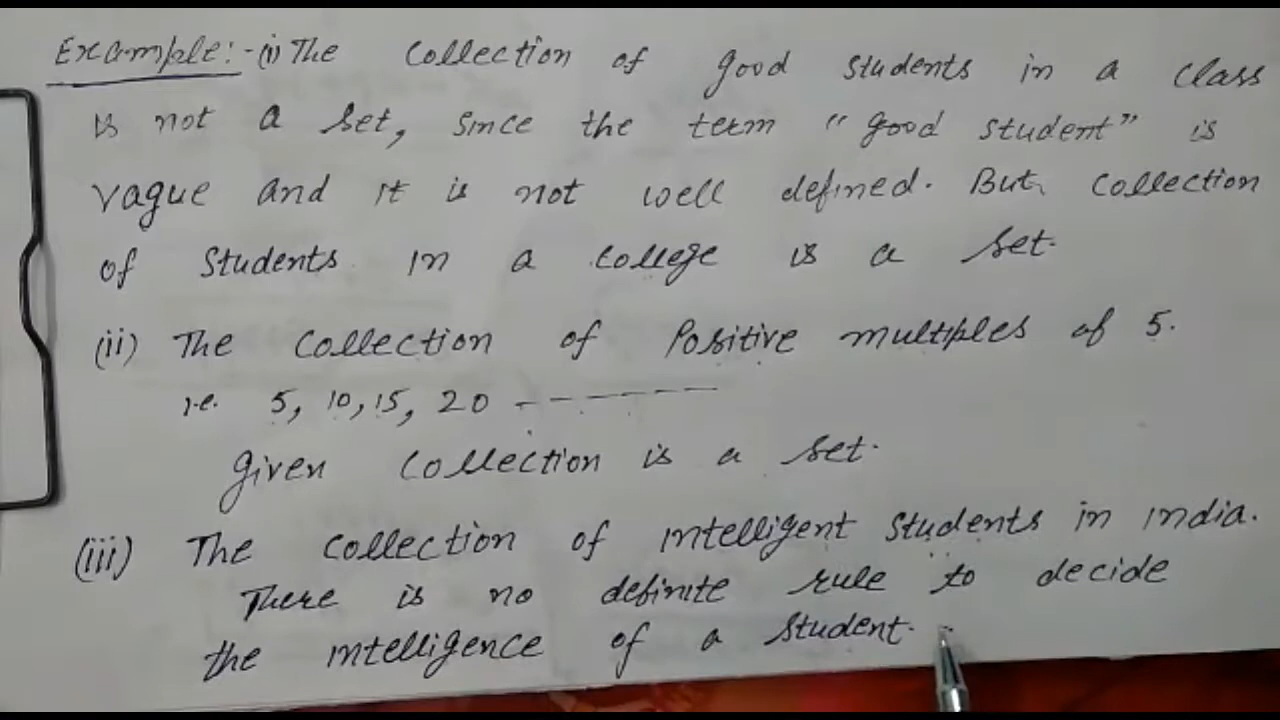 Example:- (i) The collection of good students in a class
is not a set, since the term "good student" is
vague and it is not well defined. But, collection
of students in a college is a set.
(ii) The collection of Positive multiples of 5.
i.e. 5, 10, 15, 20 --------
given collection is a set.
(iii) The collection of intelligent students in india.
There is no definite rule to decide
the intelligence of a student.